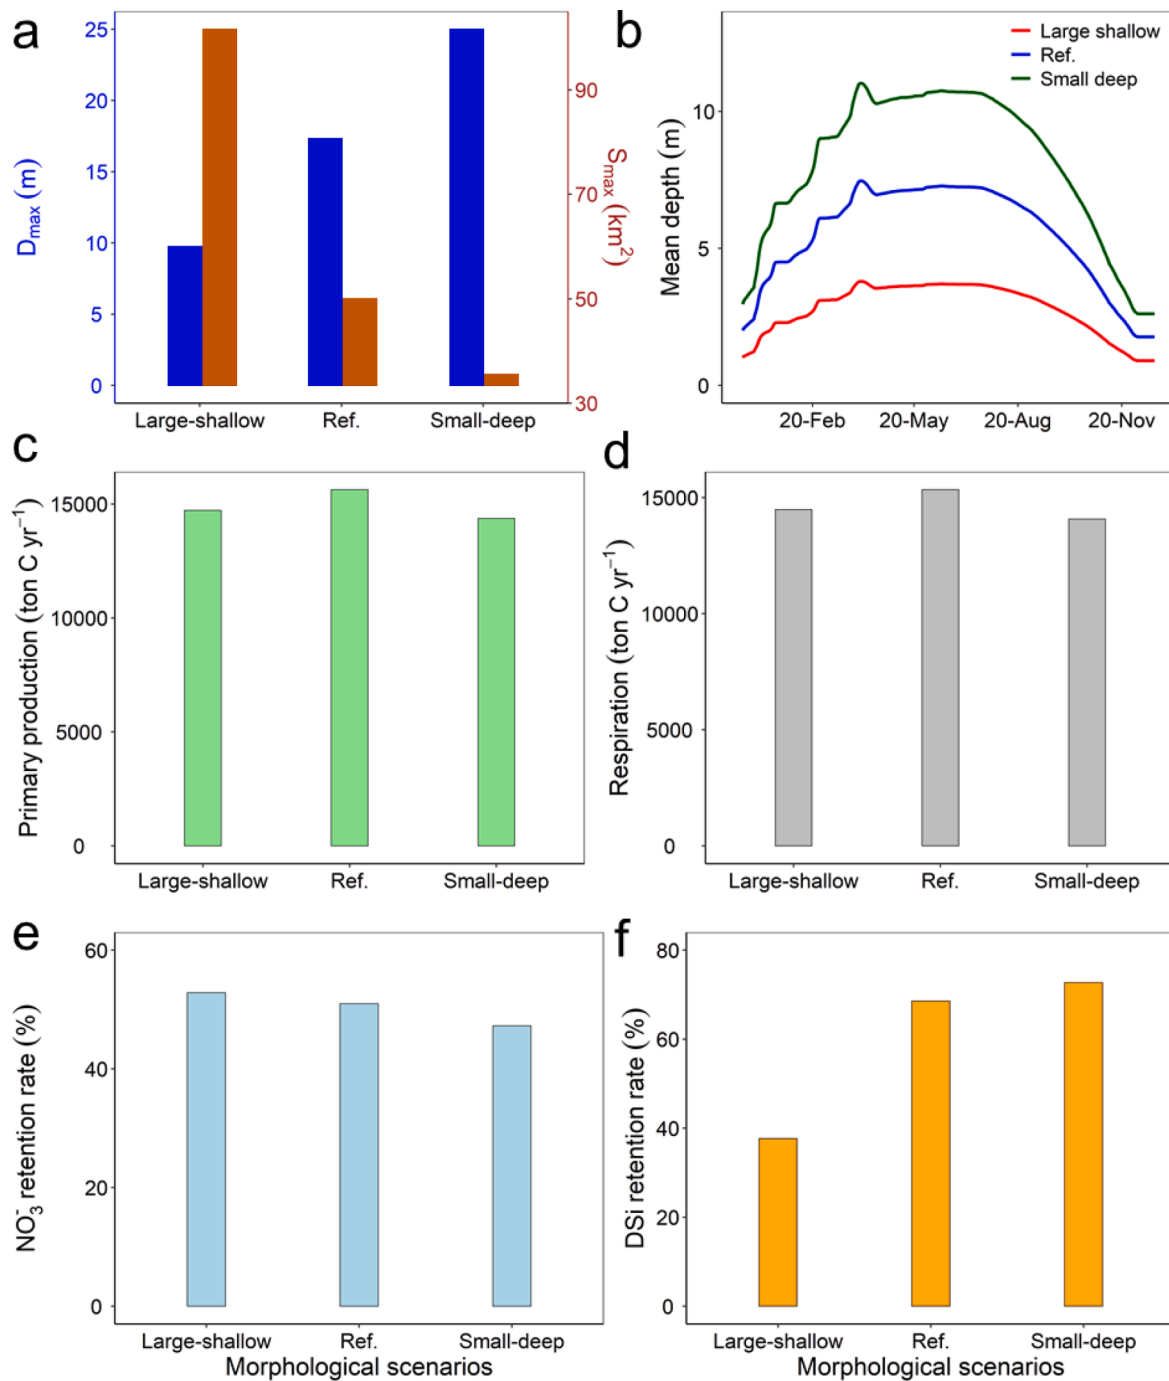 a
25
20
15
10
5
0
D_max (m)
90
70
50
30
S_max (km²)
Large-shallow Ref. Small-deep
b
Large shallow
Ref.
Small deep
10
5
0
Mean depth (m)
20-Feb 20-May 20-Aug 20-Nov
c
15000
10000
5000
0
Primary production (ton C yr⁻¹)
Large-shallow Ref. Small-deep
d
15000
10000
5000
0
Respiration (ton C yr⁻¹)
Large-shallow Ref. Small-deep
e
60
40
20
0
NO₃⁻ retention rate (%)
Large-shallow Ref. Small-deep
Morphological scenarios
f
80
60
40
20
0
DSi retention rate (%)
Large-shallow Ref. Small-deep
Morphological scenarios